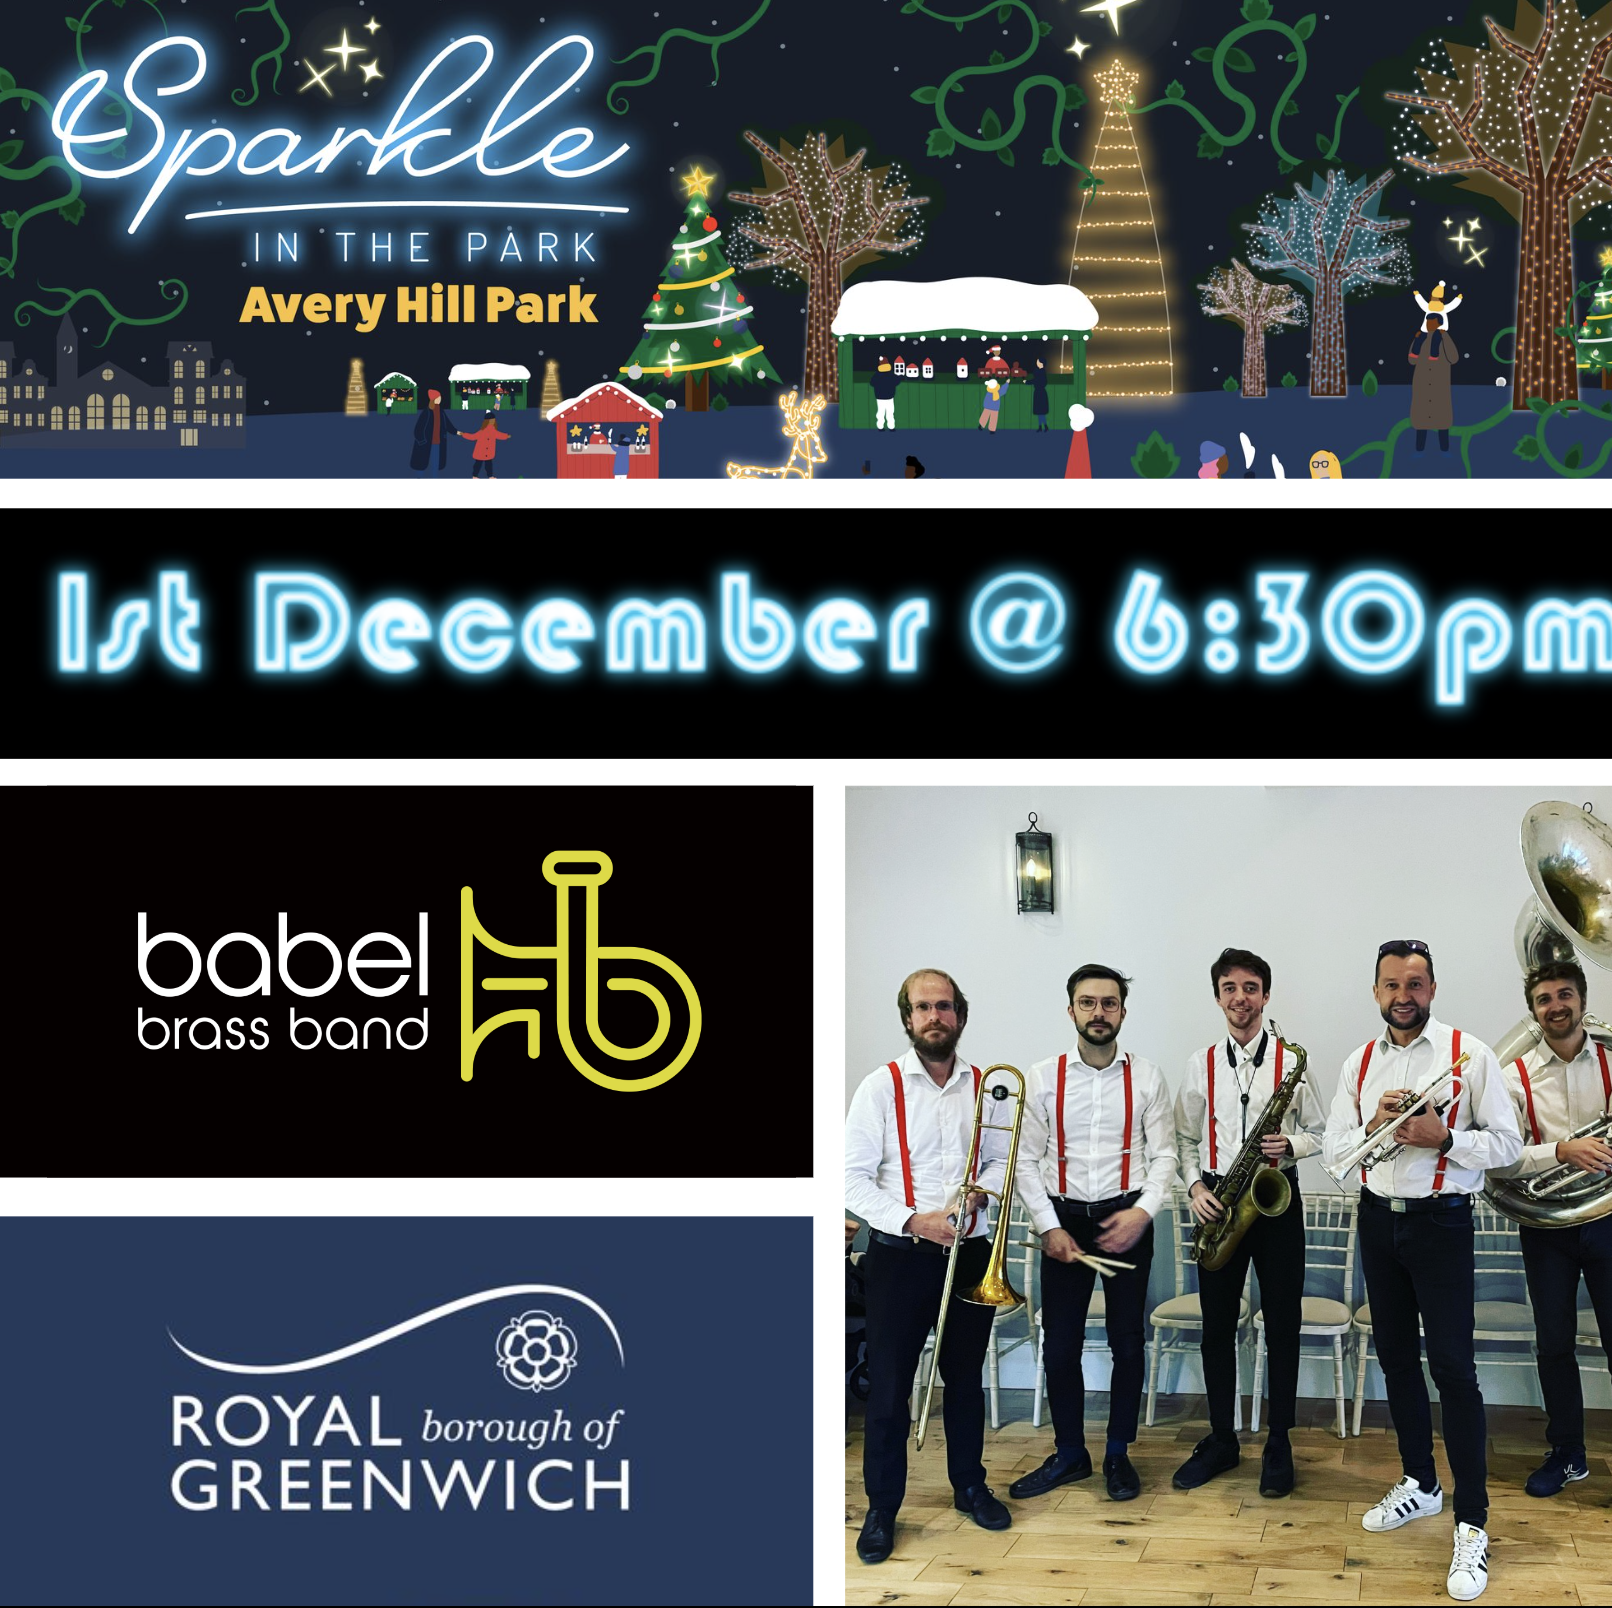 Sparkle
IN THE PARK
Avery Hill Park
1st December @ 6:30pm
babel
brass band
ROYAL borough of
GREENWICH